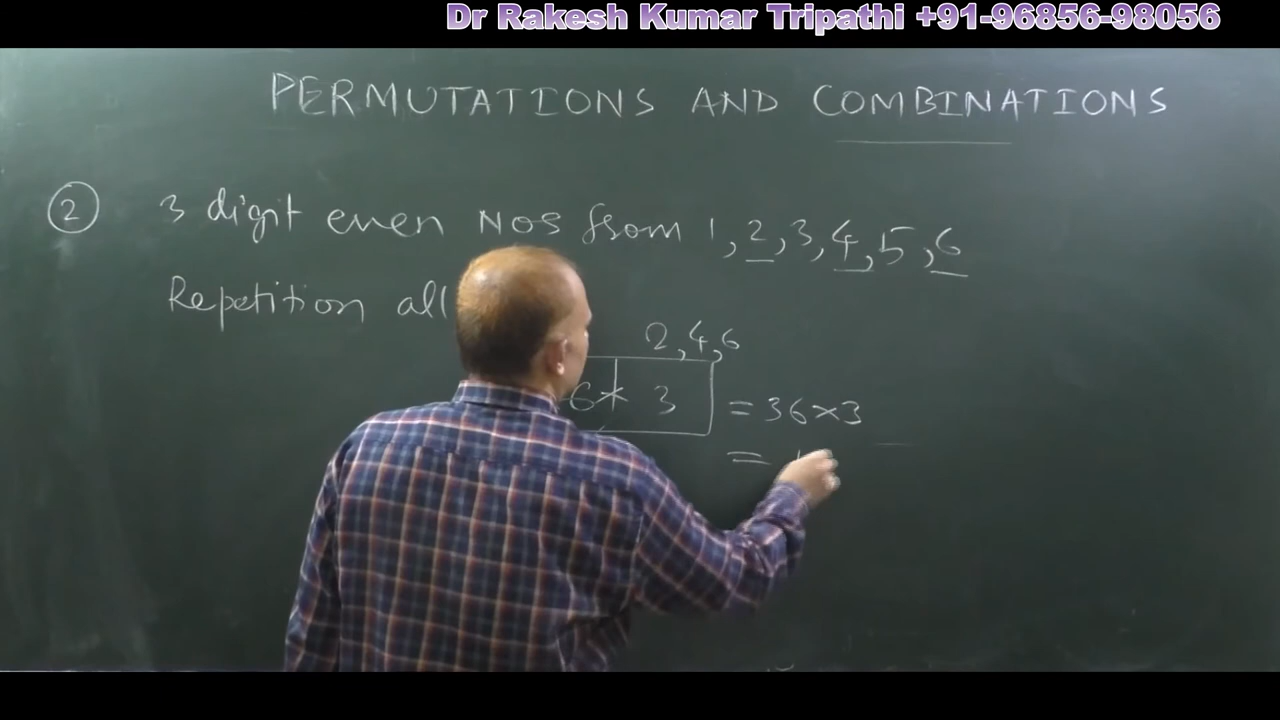 Dr Rakesh Kumar Tripathi +91-96856-98056
PERMUTATIONS AND COMBINATIONS
2 3 digit even NOS from 1, 2, 3, 4, 5, 6
Repetition all
2, 4, 6
6 * 3 = 36 × 3
=